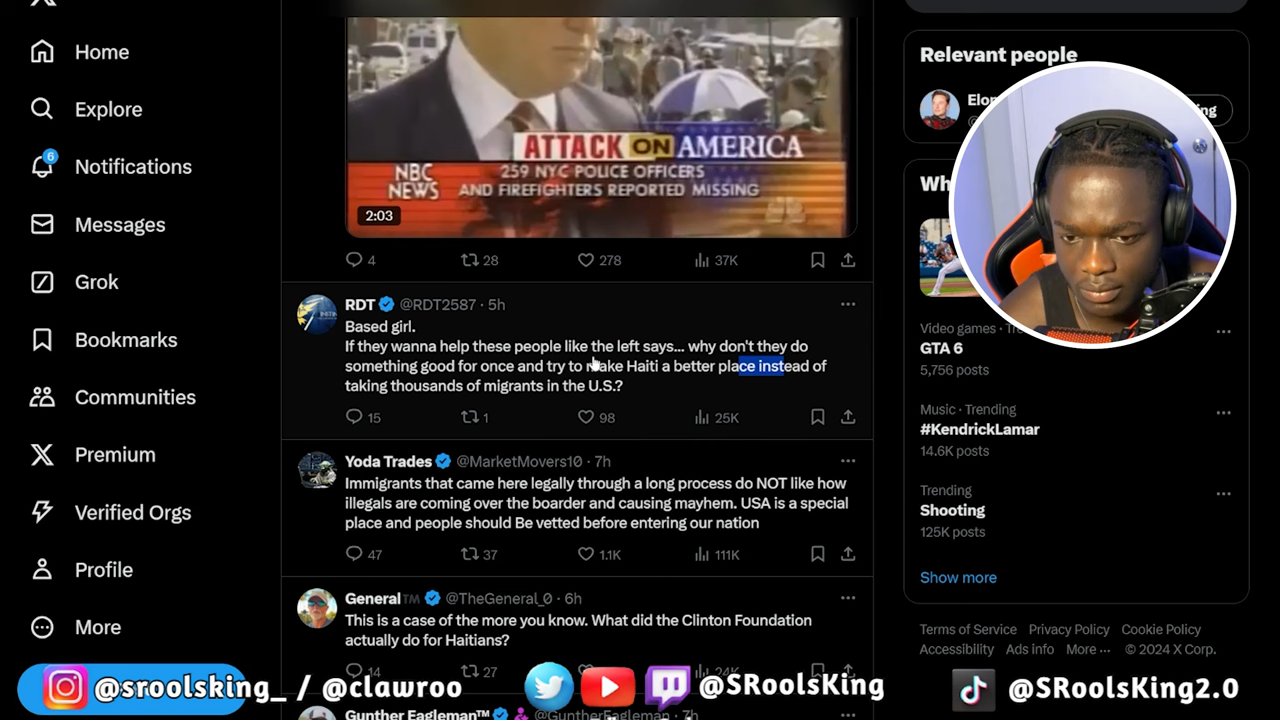 Home
Explore
6
Notifications
Messages
Grok
Bookmarks
Communities
Premium
Verified Orgs
Profile
More
ATTACK ON AMERICA
NBC NEWS
259 NYC POLICE OFFICERS
AND FIREFIGHTERS REPORTED MISSING
2:03
4 28 278 37K
RDT @RDT2587 · 5h
Based girl.
If they wanna help these people like the left says... why don't they do
something good for once and try to make Haiti a better place instead of
taking thousands of migrants in the U.S.?
15 1 98 25K
Yoda Trades @MarketMovers10 · 7h
Immigrants that came here legally through a long process do NOT like how
illegals are coming over the boarder and causing mayhem. USA is a special
place and people should Be vetted before entering our nation
47 37 1.1K 111K
General™ @TheGeneral_0 · 6h
This is a case of the more you know. What did the Clinton Foundation
actually do for Haitians?
14 27 24K
Gunther Eagleman™ @GuntherEagleman · 7h
Relevant people
Video games ·
GTA 6
5,756 posts
Music · Trending
#KendrickLamar
14.6K posts
Trending
Shooting
125K posts
Show more
Terms of Service Privacy Policy Cookie Policy
Accessibility Ads info More ··· © 2024 X Corp.
@sroolsking_ / @clawroo
@SRoolsKing
@SRoolsKing2.0